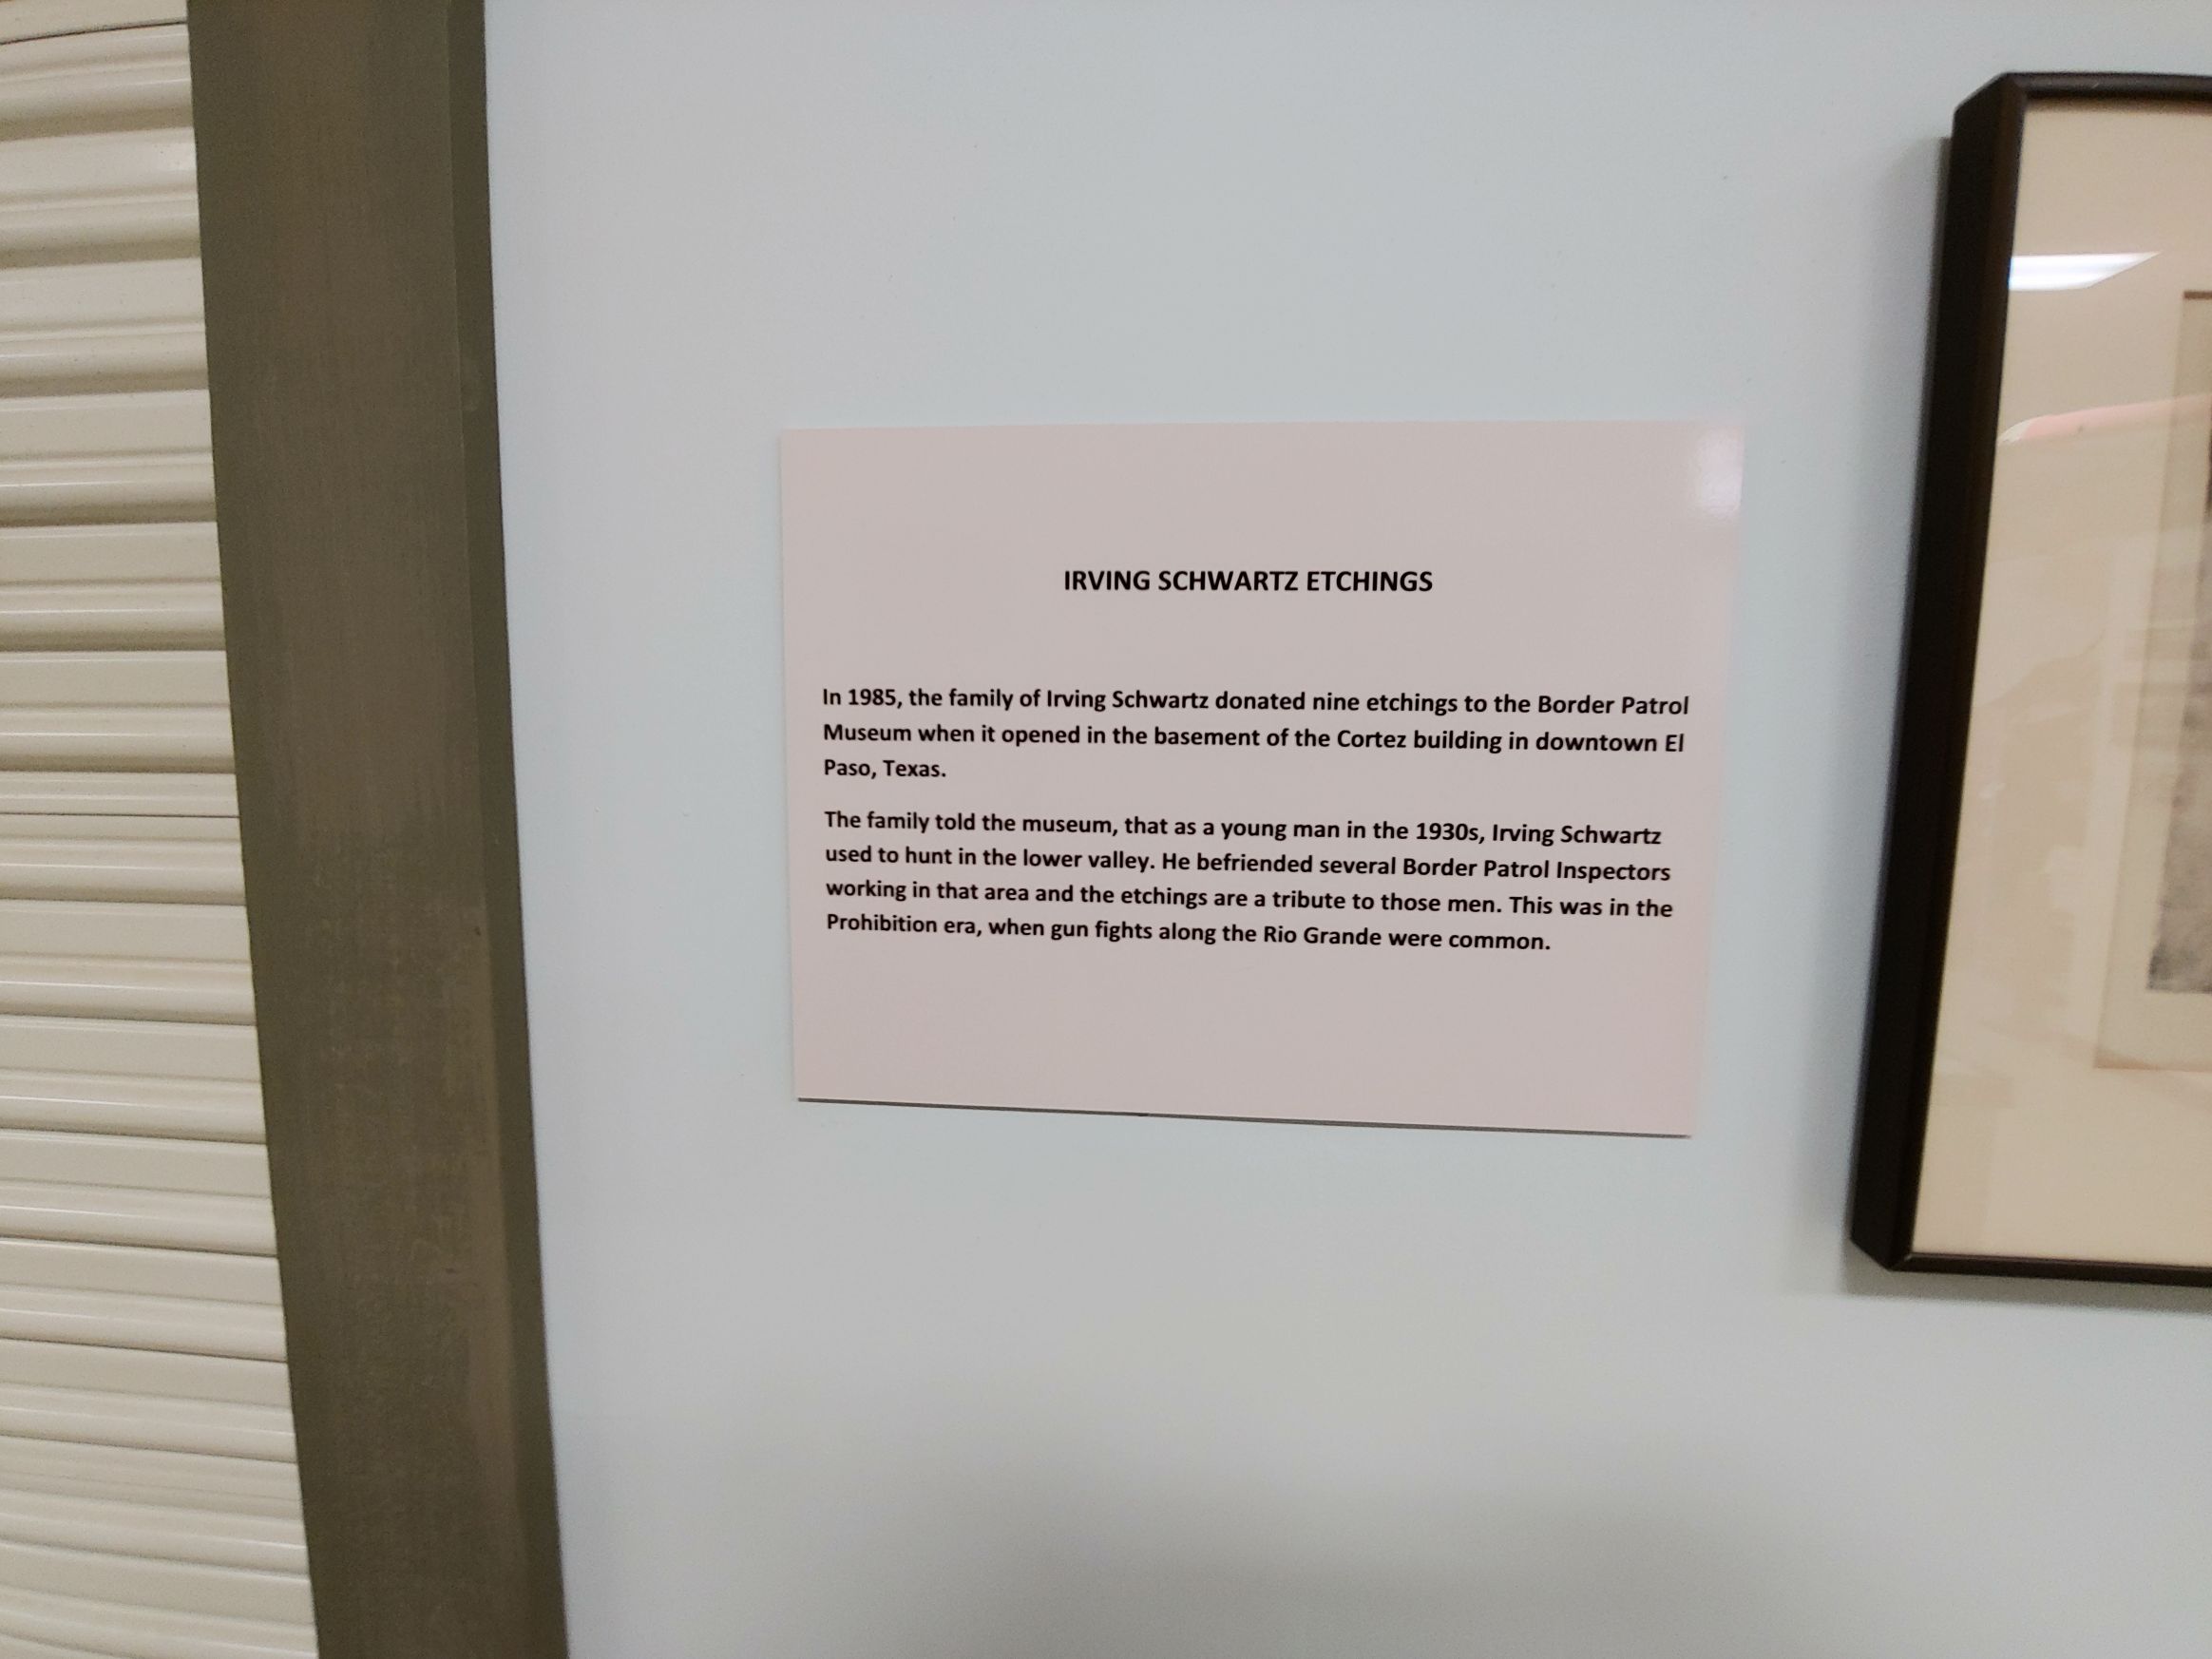 IRVING SCHWARTZ ETCHINGS
In 1985, the family of Irving Schwartz donated nine etchings to the Border Patrol
Museum when it opened in the basement of the Cortez building in downtown El
Paso, Texas.
The family told the museum, that as a young man in the 1930s, Irving Schwartz
used to hunt in the lower valley. He befriended several Border Patrol Inspectors
working in that area and the etchings are a tribute to those men. This was in the
Prohibition era, when gun fights along the Rio Grande were common.